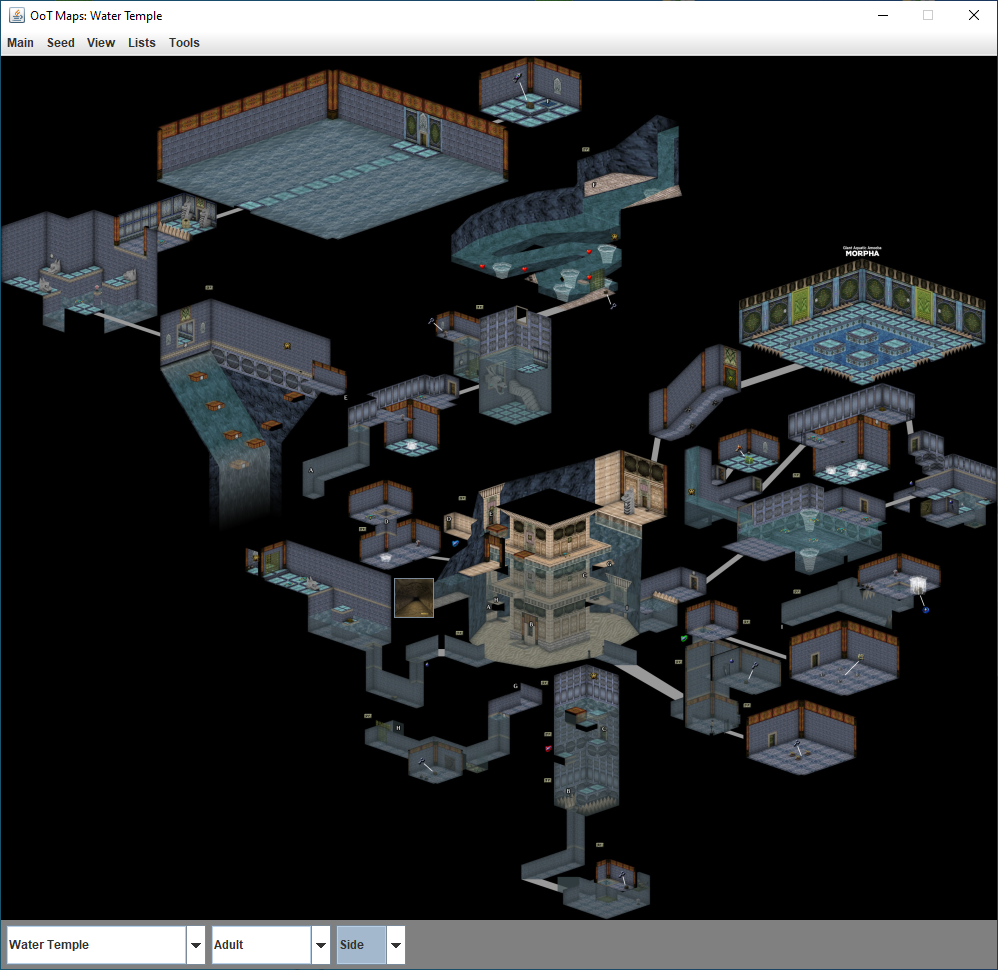 OoT Maps: Water Temple
Main Seed View Lists Tools
Giant Aquatic Amoeba
MORPHA
F
E
A
D
A
H
C
B
G
H
C
B
Water Temple
Adult
Side